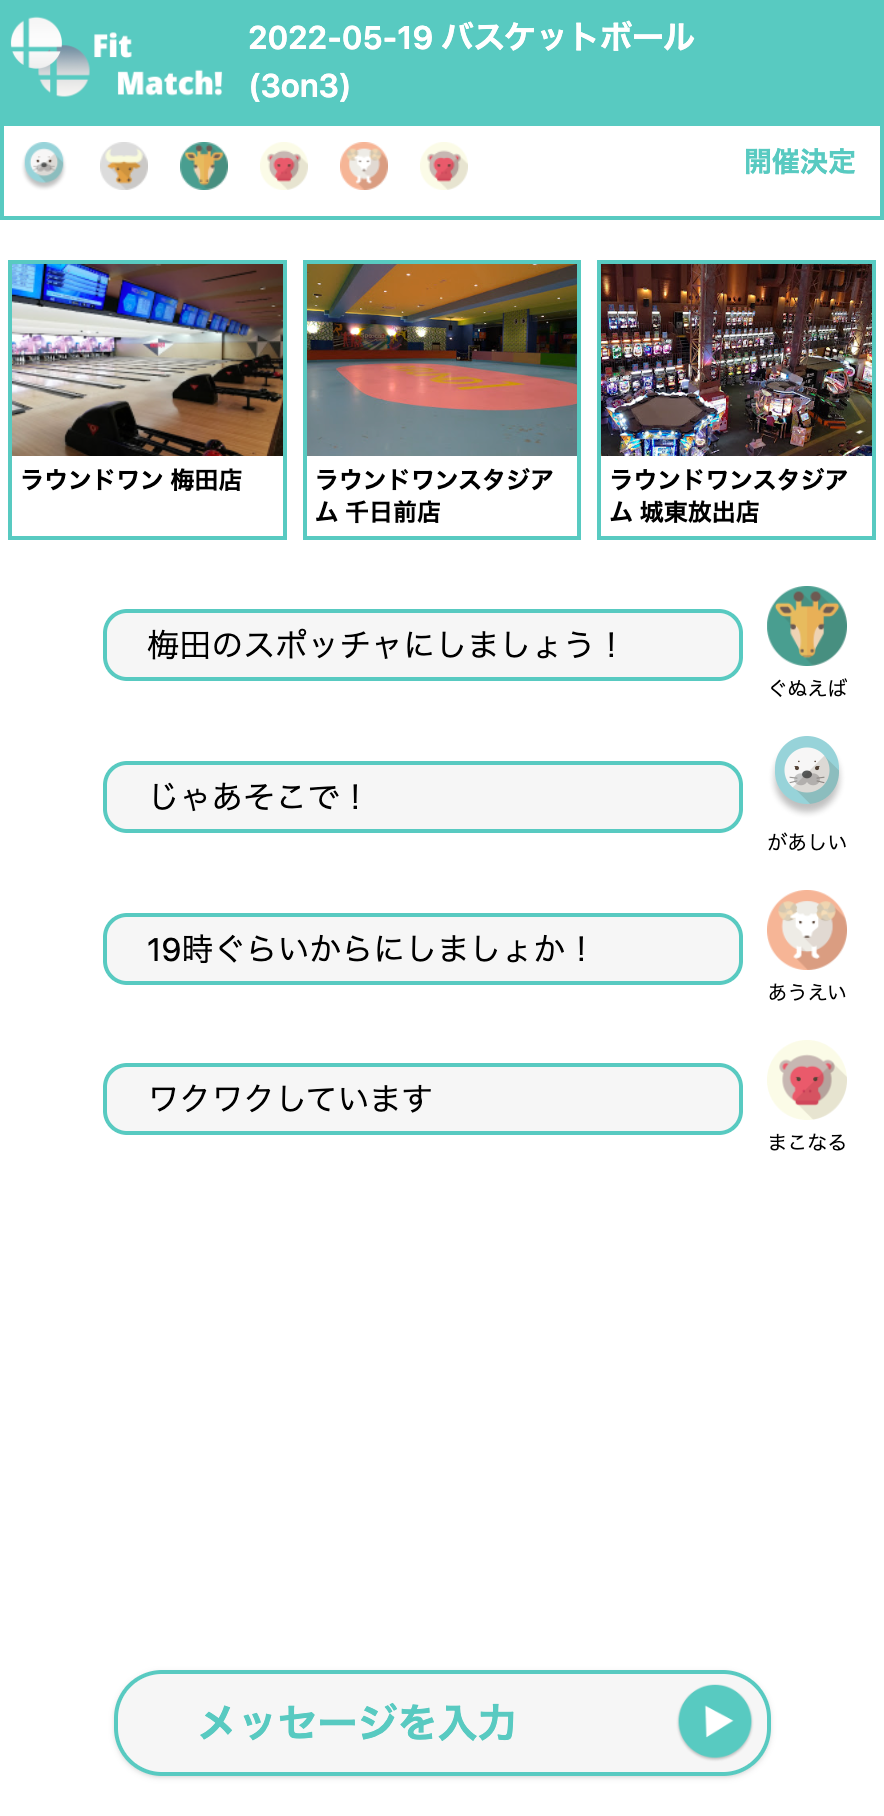 Fit
Match!
2022-05-19 バスケットボール
(3on3)
開催決定
ラウンドワン 梅田店
ラウンドワンスタジア
ム 千日前店
ラウンドワンスタジア
ム 城東放出店
梅田のスポッチャにしましょう！
ぐぬえば
じゃあそこで！
があしい
19時ぐらいからにしましょか！
あうえい
ワクワクしています
まこなる
メッセージを入力